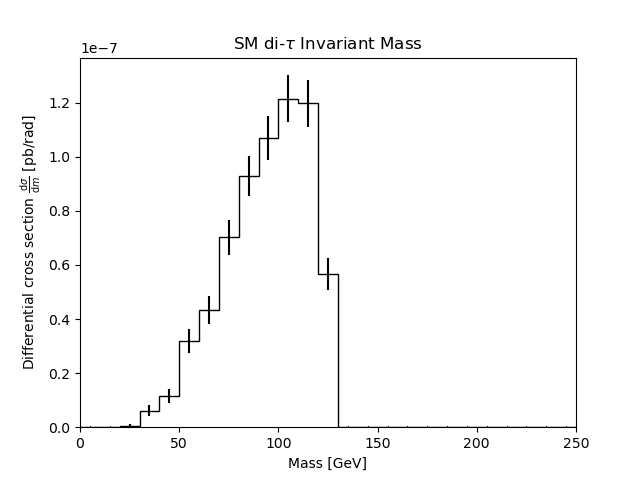 SM di-τ Invariant Mass
1e−7
Differential cross section dσ/dm [pb/rad]
1.2
1.0
0.8
0.6
0.4
0.2
0.0
0 50 100 150 200 250
Mass [GeV]